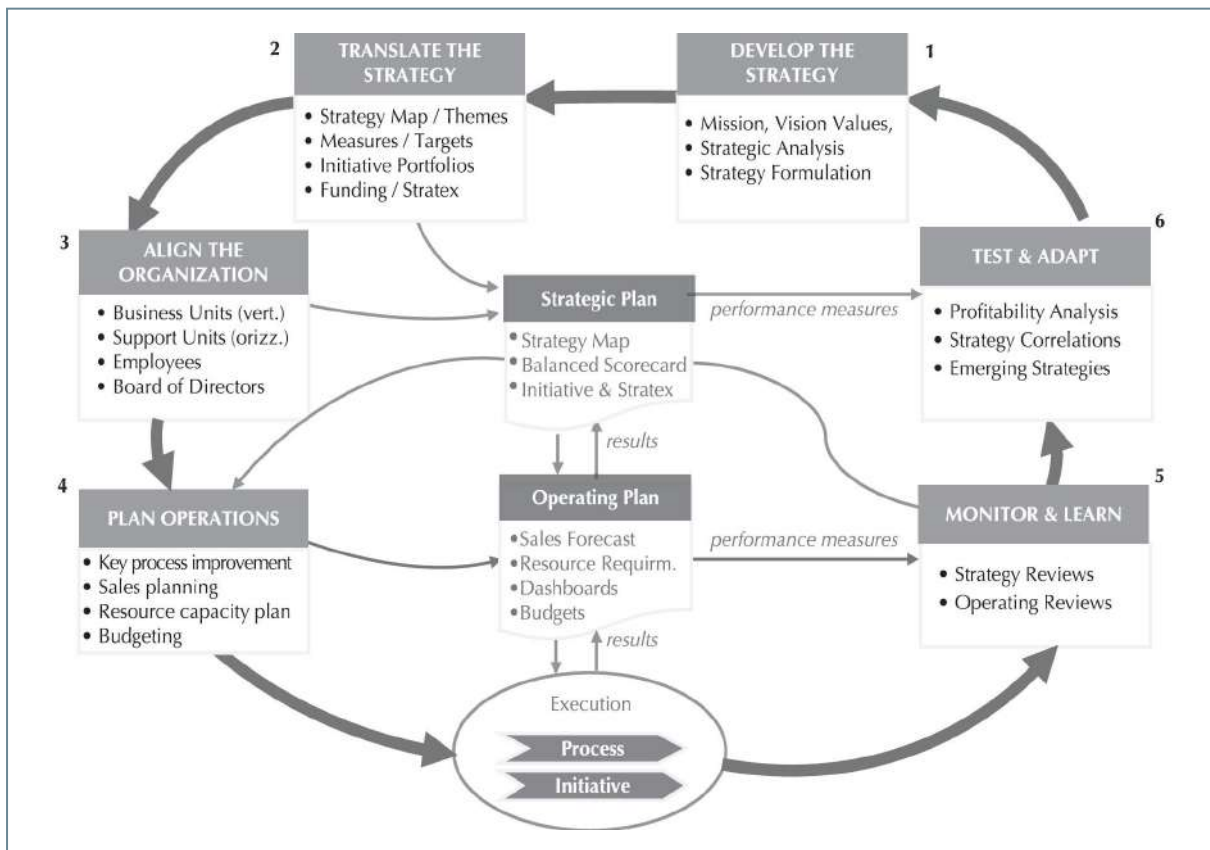 2
TRANSLATE THE
STRATEGY
• Strategy Map / Themes
• Measures / Targets
• Initiative Portfolios
• Funding / Stratex
DEVELOP THE
STRATEGY
1
• Mission, Vision Values,
• Strategic Analysis
• Strategy Formulation
3
ALIGN THE
ORGANIZATION
• Business Units (vert.)
• Support Units (orizz.)
• Employees
• Board of Directors
Strategic Plan
• Strategy Map
• Balanced Scorecard
• Initiative & Stratex
performance measures
6
TEST & ADAPT
• Profitability Analysis
• Strategy Correlations
• Emerging Strategies
results
4
PLAN OPERATIONS
• Key process improvement
• Sales planning
• Resource capacity plan
• Budgeting
Operating Plan
• Sales Forecast
• Resource Requirm.
• Dashboards
• Budgets
performance measures
5
MONITOR & LEARN
• Strategy Reviews
• Operating Reviews
results
Execution
Process
Initiative